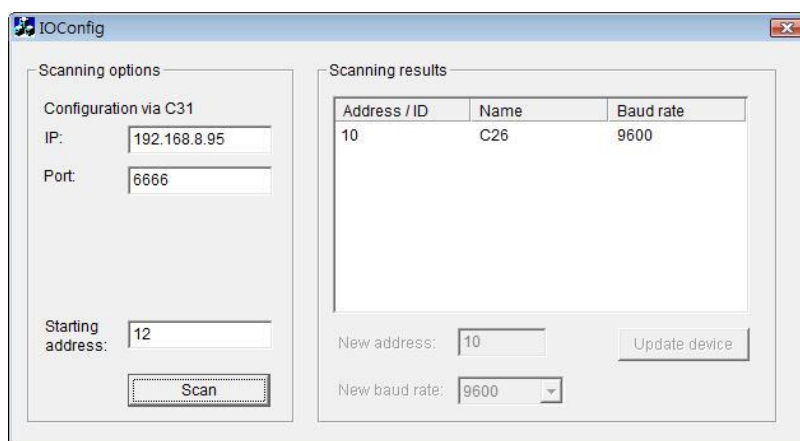 IOConfig
Scanning options
Configuration via C31
IP: 192.168.8.95
Port: 6666
Starting
address: 12
Scan
Scanning results
Address / ID Name Baud rate
10 C26 9600
New address: 10 Update device
New baud rate: 9600